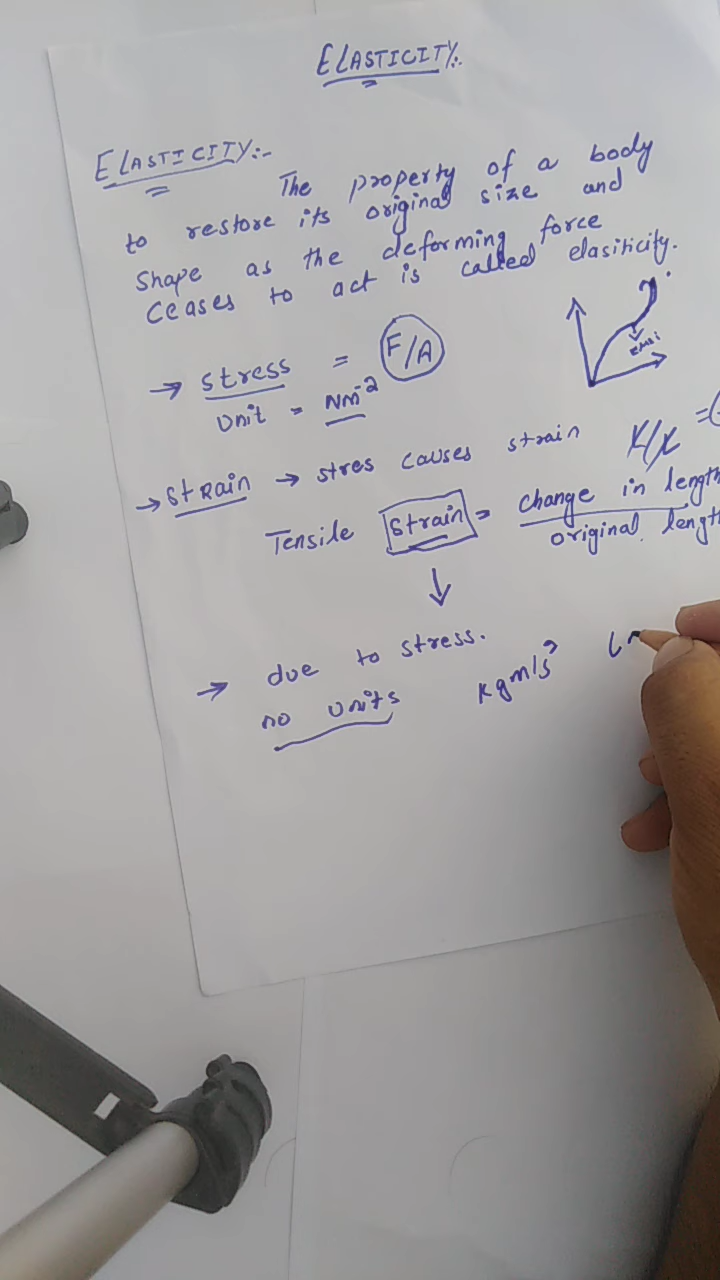 ELASTICITY:
ELASTICITY:-
The property of a body
to restore its original size and
shape as the deforming force
ceases to act is called elasiticity.
→ stress = F/A
Unit = Nm⁻²
→ strain → stres causes strain
Tensile strain = change in length
original length
↓
→ due to stress.
no units
kgm/s²